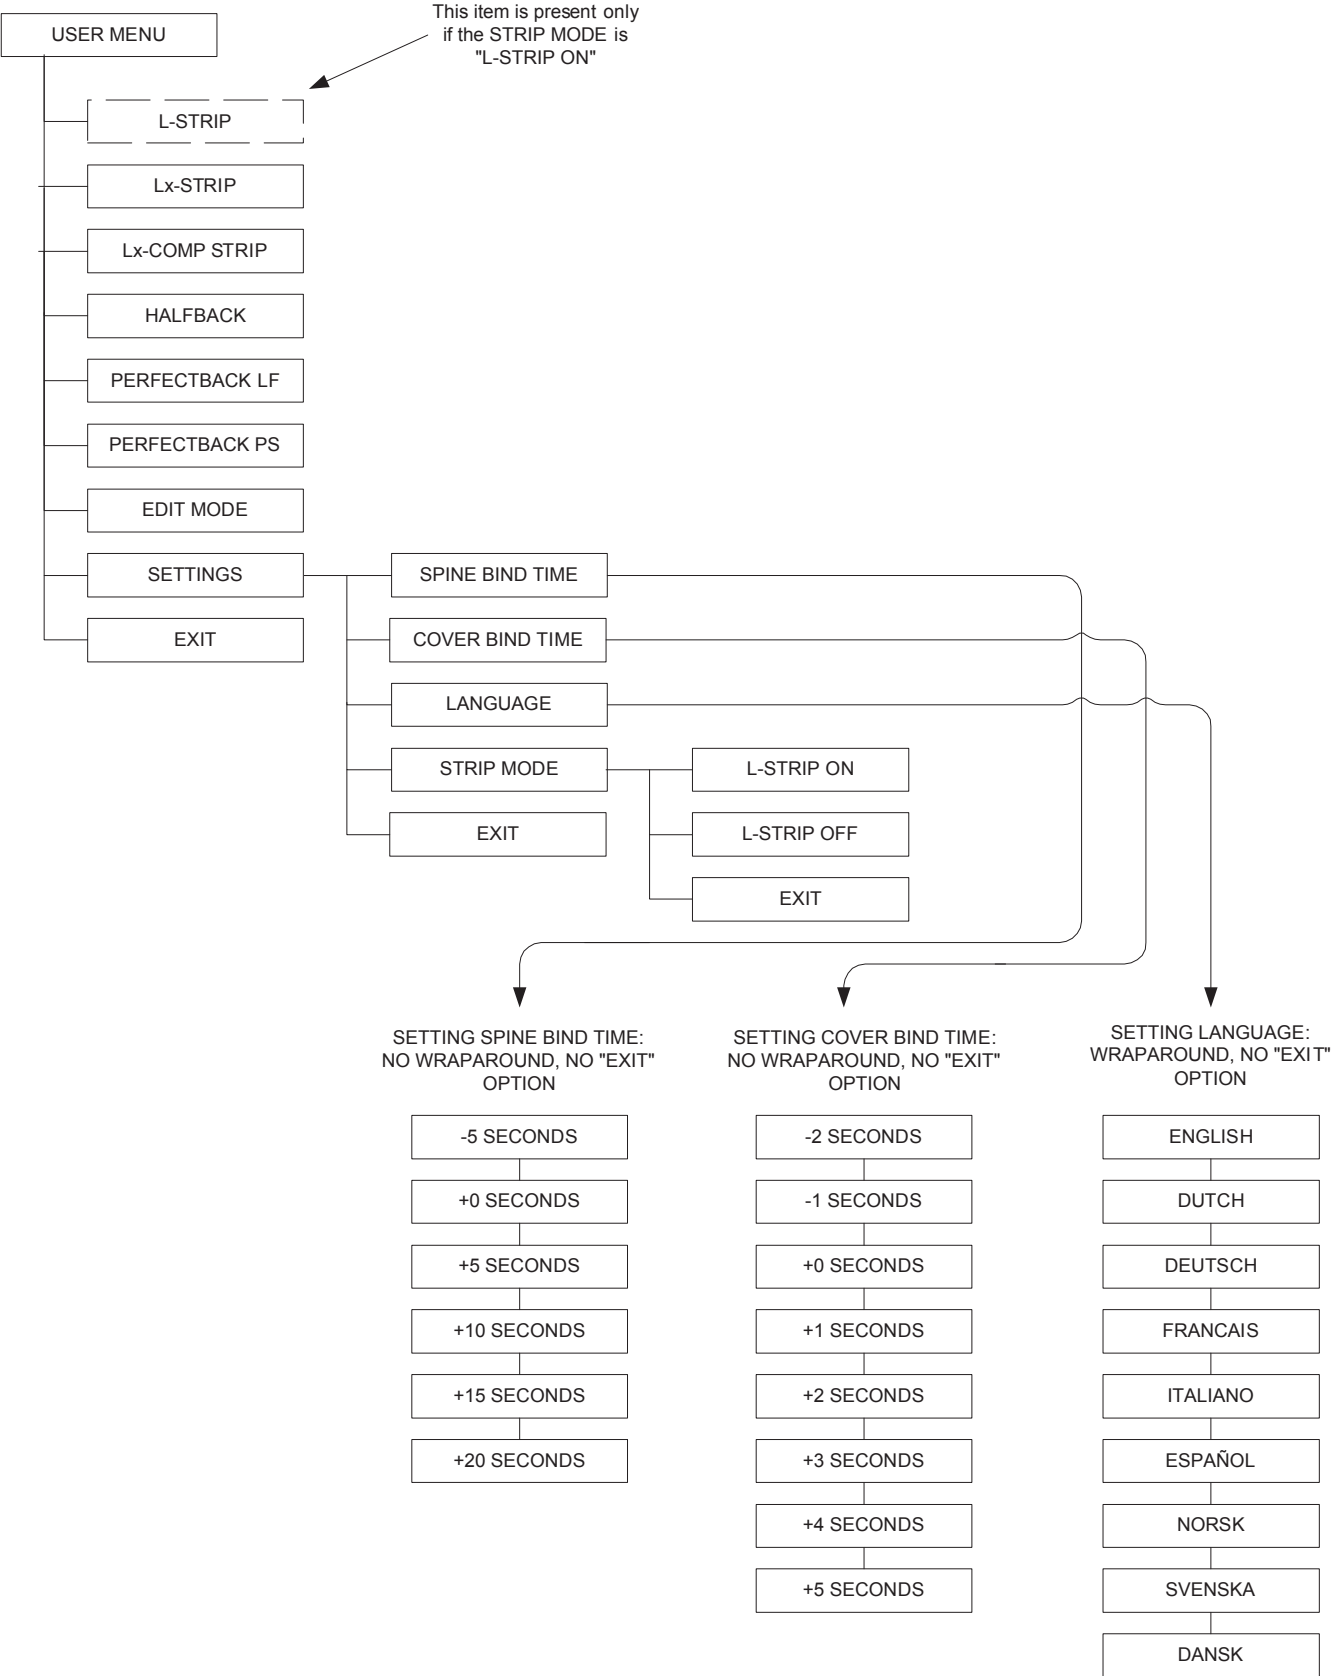 This item is present only
if the STRIP MODE is
"L-STRIP ON"
USER MENU
L-STRIP
Lx-STRIP
Lx-COMP STRIP
HALFBACK
PERFECTBACK LF
PERFECTBACK PS
EDIT MODE
SETTINGS
EXIT
SPINE BIND TIME
COVER BIND TIME
LANGUAGE
STRIP MODE
EXIT
L-STRIP ON
L-STRIP OFF
EXIT
SETTING SPINE BIND TIME:
NO WRAPAROUND, NO "EXIT"
OPTION
-5 SECONDS
+0 SECONDS
+5 SECONDS
+10 SECONDS
+15 SECONDS
+20 SECONDS
SETTING COVER BIND TIME:
NO WRAPAROUND, NO "EXIT"
OPTION
-2 SECONDS
-1 SECONDS
+0 SECONDS
+1 SECONDS
+2 SECONDS
+3 SECONDS
+4 SECONDS
+5 SECONDS
SETTING LANGUAGE:
WRAPAROUND, NO "EXIT"
OPTION
ENGLISH
DUTCH
DEUTSCH
FRANCAIS
ITALIANO
ESPAÑOL
NORSK
SVENSKA
DANSK